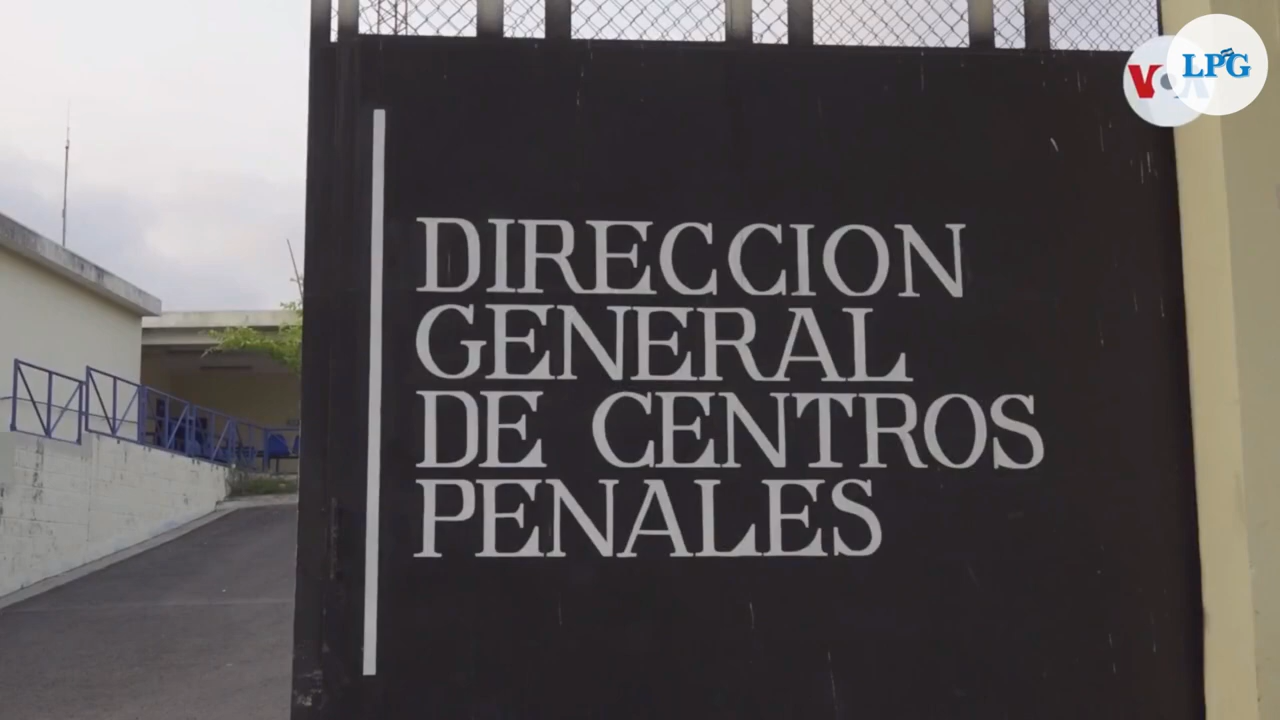 VOA
LPG
DIRECCION
GENERAL
DE CENTROS
PENALES